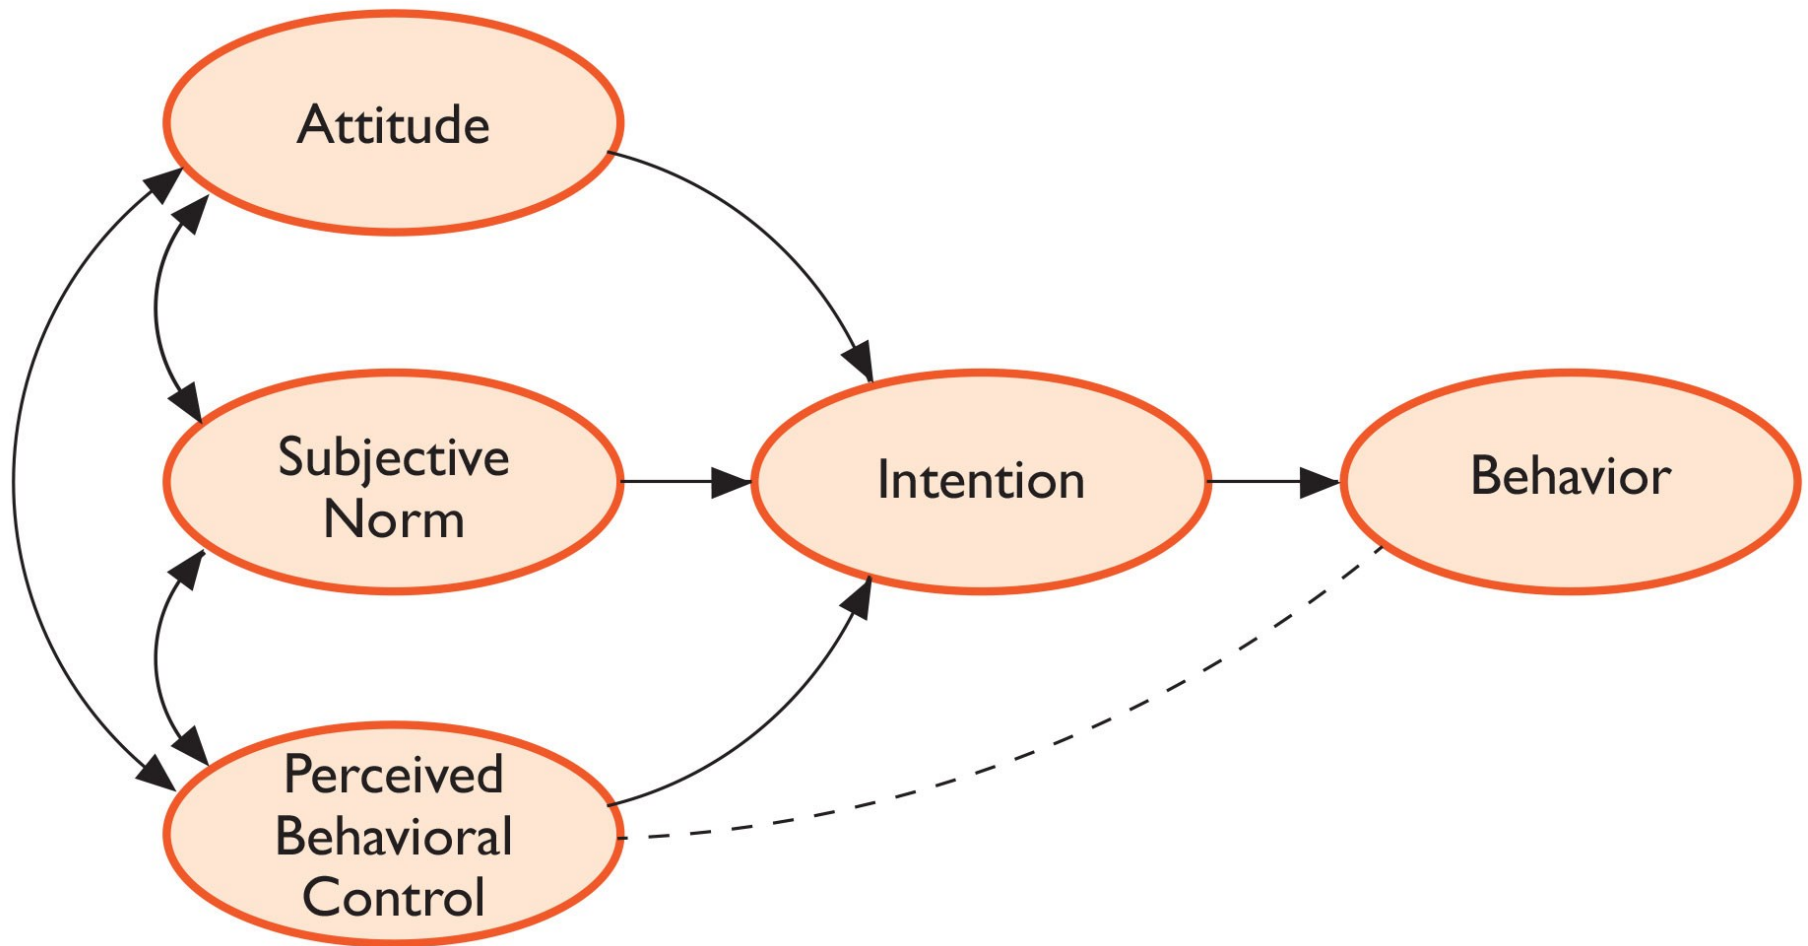 Attitude
Subjective
Norm
Intention
Behavior
Perceived
Behavioral
Control